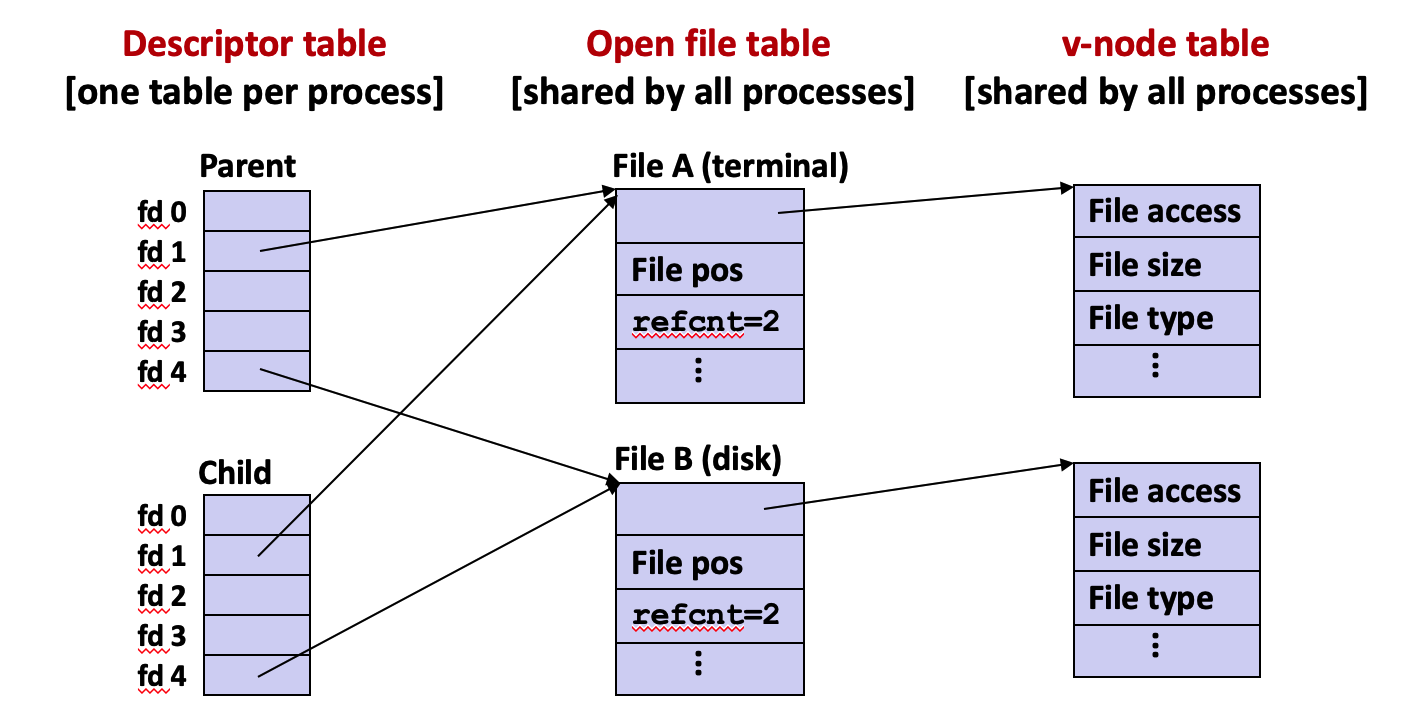 Descriptor table
[one table per process]
Open file table
[shared by all processes]
v-node table
[shared by all processes]
Parent
fd 0
fd 1
fd 2
fd 3
fd 4
Child
fd 0
fd 1
fd 2
fd 3
fd 4
File A (terminal)
File pos
refcnt=2
⋮
File B (disk)
File pos
refcnt=2
⋮
File access
File size
File type
⋮
File access
File size
File type
⋮